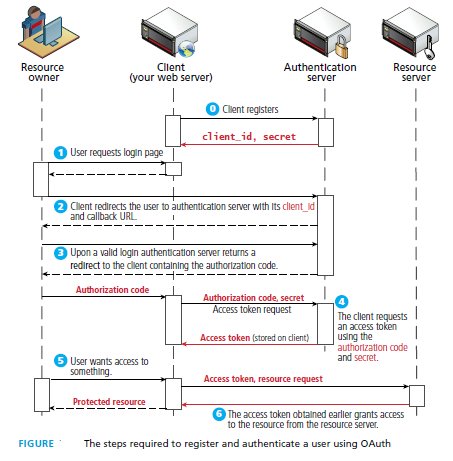 Resource
owner
Client
(your web server)
Authentication
server
Resource
server
0 Client registers
client_id, secret
1 User requests login page
2 Client redirects the user to authentication server with its client_id
and callback URL.
3 Upon a valid login authentication server returns a
redirect to the client containing the authorization code.
Authorization code
Authorization code, secret
Access token request
Access token (stored on client)
4
The client requests
an access token
using the
authorization code
and secret.
5 User wants access to
something.
Access token, resource request
Protected resource
6 The access token obtained earlier grants access
to the resource from the resource server.
FIGURE The steps required to register and authenticate a user using OAuth